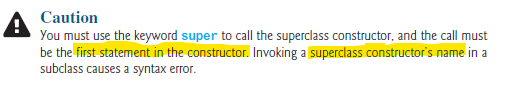 Caution
You must use the keyword super to call the superclass constructor, and the call must
be the first statement in the constructor. Invoking a superclass constructor's name in a
subclass causes a syntax error.